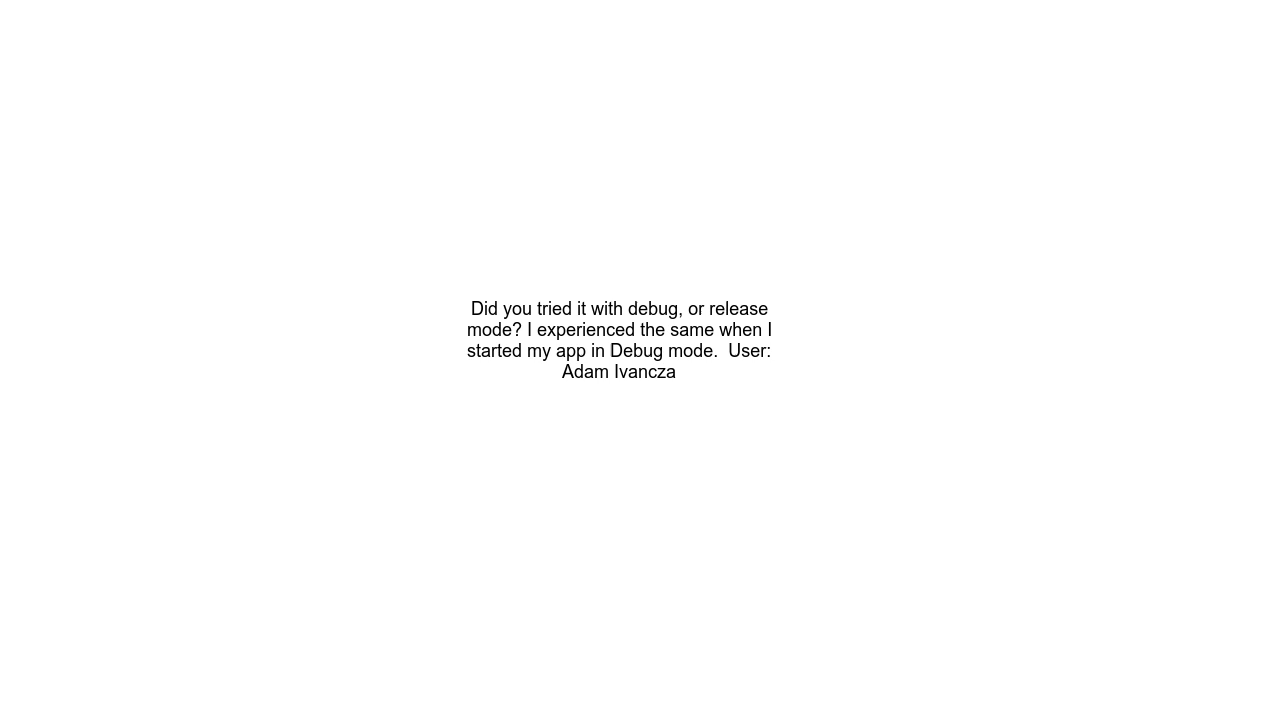 Did you tried it with debug, or release
mode? I experienced the same when I
started my app in Debug mode.  User:
Adam Ivancza